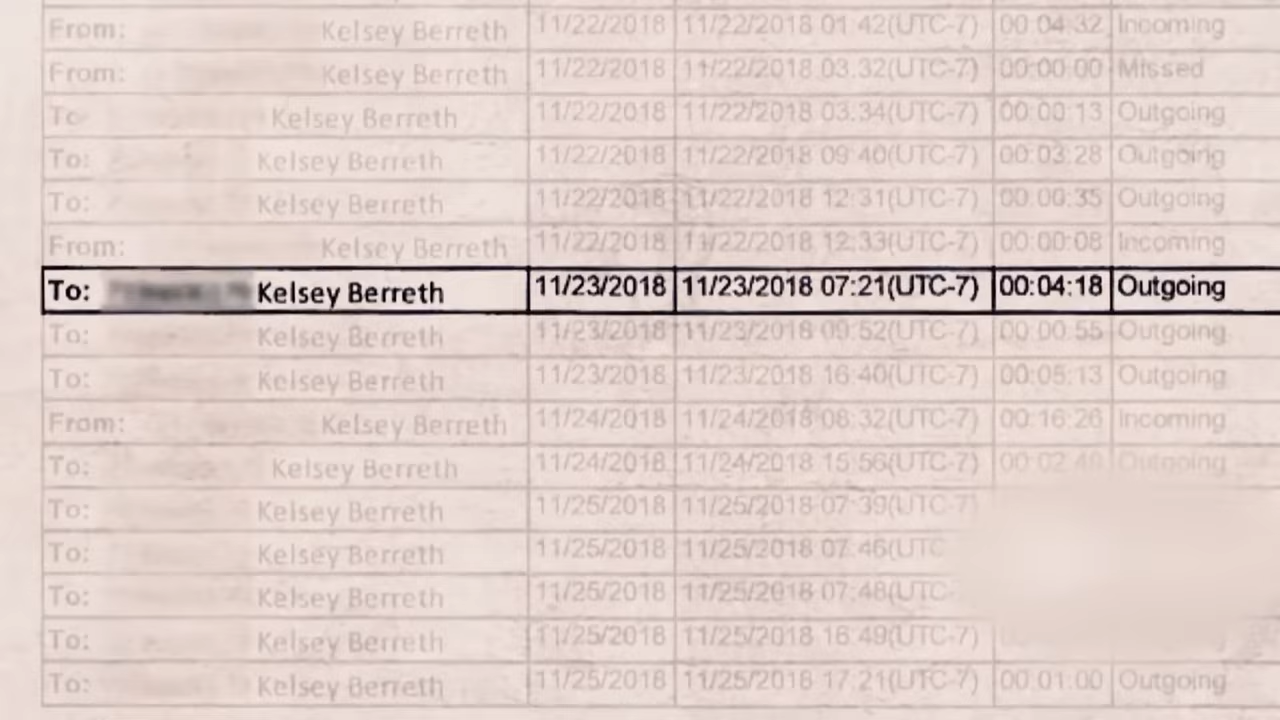 From: Kelsey Berreth 11/22/2018 11/22/2018 01:42(UTC-7) 00:04:32 Incoming
From: Kelsey Berreth 11/22/2018 11/22/2018 03:32(UTC-7) 00:00:00 Missed
To: Kelsey Berreth 11/22/2018 11/22/2018 03:34(UTC-7) 00:00:13 Outgoing
To: Kelsey Berreth 11/22/2018 11/22/2018 09:40(UTC-7) 00:03:28 Outgoing
To: Kelsey Berreth 11/22/2018 11/22/2018 12:31(UTC-7) 00:00:35 Outgoing
From: Kelsey Berreth 11/22/2018 11/22/2018 12:33(UTC-7) 00:00:08 Incoming
To: Kelsey Berreth 11/23/2018 11/23/2018 07:21(UTC-7) 00:04:18 Outgoing
To: Kelsey Berreth 11/23/2018 11/23/2018 09:52(UTC-7) 00:00:55 Outgoing
To: Kelsey Berreth 11/23/2018 11/23/2018 16:40(UTC-7) 00:05:13 Outgoing
From: Kelsey Berreth 11/24/2018 11/24/2018 08:32(UTC-7) 00:16:26 Incoming
To: Kelsey Berreth 11/24/2018 11/24/2018 15:56(UTC-7) 00:02:49 Outgoing
To: Kelsey Berreth 11/25/2018 11/25/2018 07:39(UTC-7)
To: Kelsey Berreth 11/25/2018 11/25/2018 07:46(UTC
To: Kelsey Berreth 11/25/2018 11/25/2018 07:48(UTC-
To: Kelsey Berreth 11/25/2018 11/25/2018 16:49(UTC-7)
To: Kelsey Berreth 11/25/2018 11/25/2018 17:21(UTC-7) 00:01:00 Outgoing